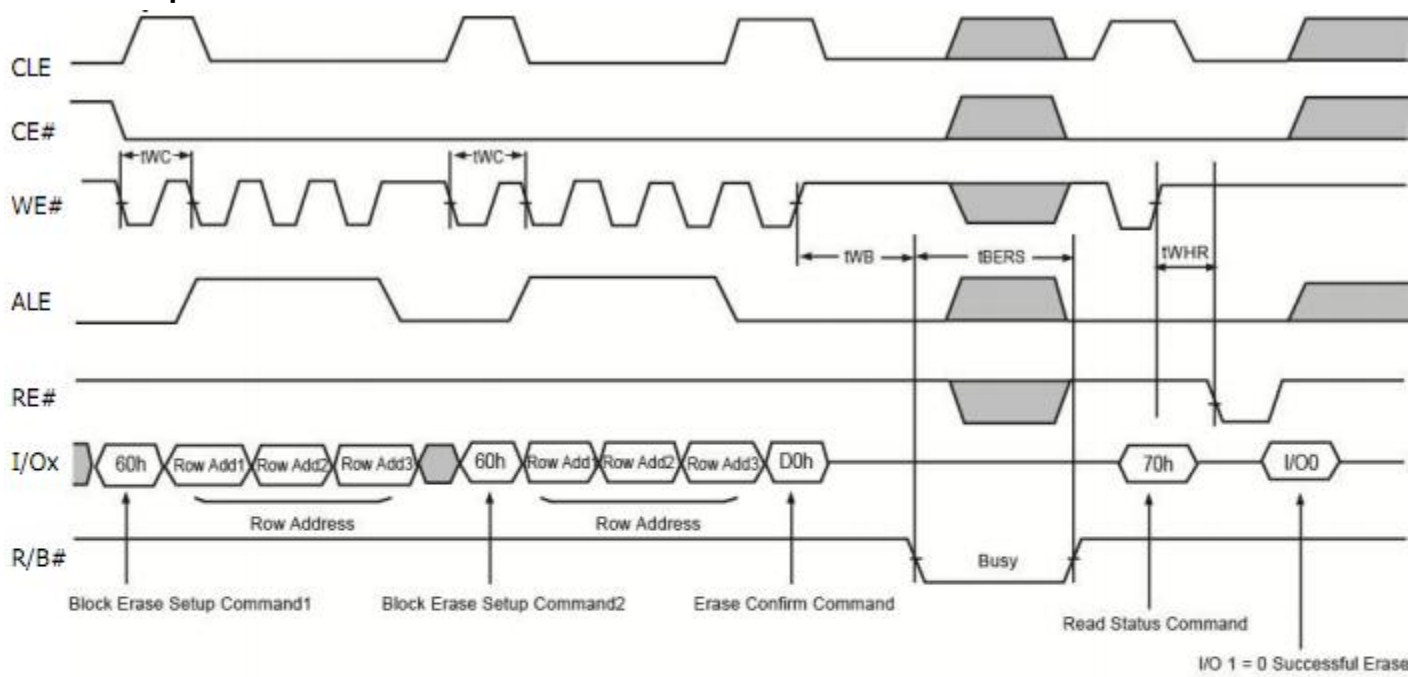 CLE
CE#
tWC tWC
WE#
tWB tBERS tWHR
ALE
RE#
I/Ox 60h Row Add1 Row Add2 Row Add3 60h Row Add1 Row Add2 Row Add3 D0h 70h I/O0
Row Address Row Address
R/B# Busy
Block Erase Setup Command1 Block Erase Setup Command2 Erase Confirm Command
Read Status Command
I/O 1 = 0 Successful Erase